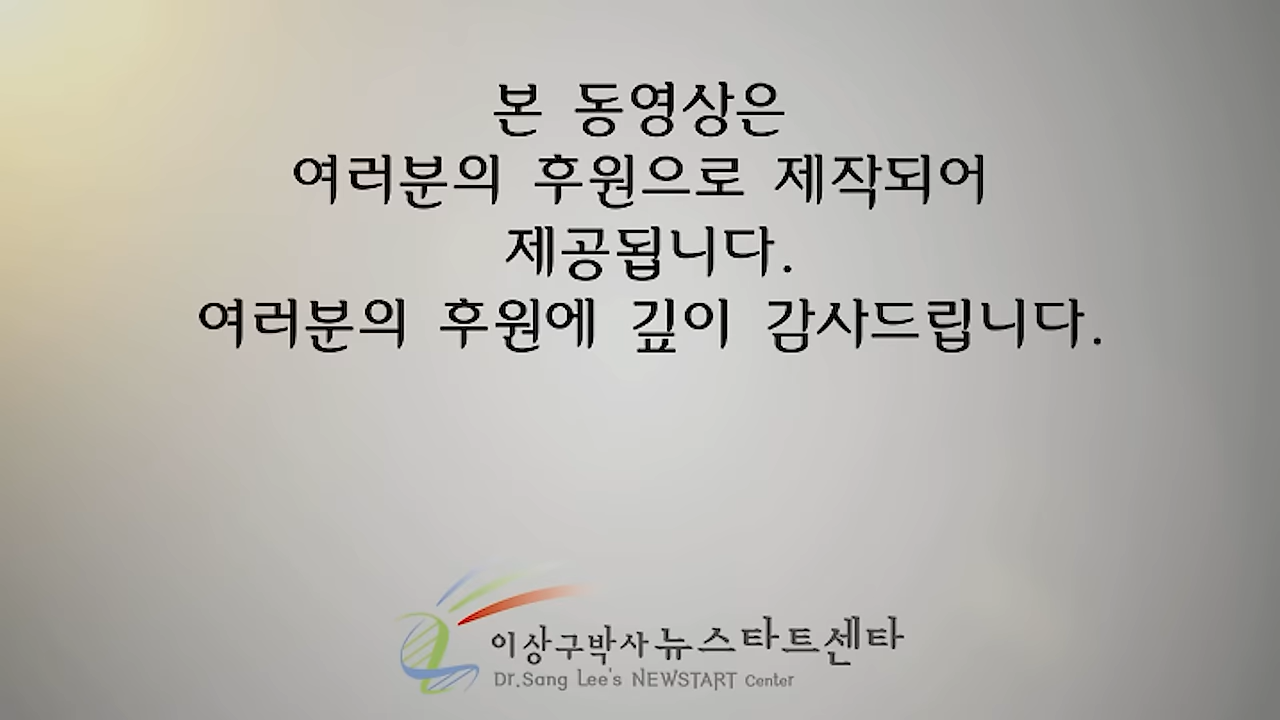 본 동영상은
여러분의 후원으로 제작되어
제공됩니다.
여러분의 후원에 깊이 감사드립니다.
이상구박사뉴스타트센타
Dr.Sang Lee's NEWSTART Center